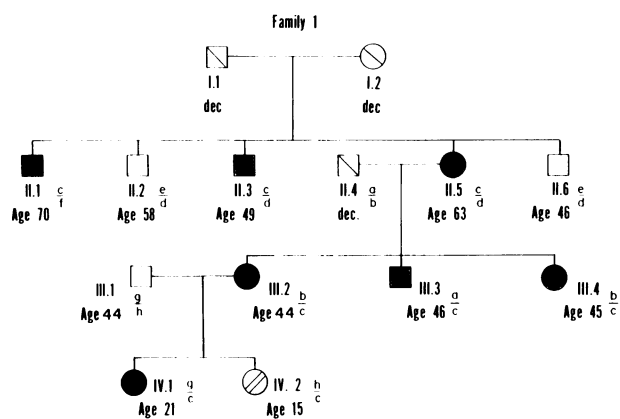 Family 1
I.1
dec
I.2
dec
II.1 c/f
Age 70
II.2 e/d
Age 58
II.3 c/d
Age 49
II.4 a/b
dec.
II.5 c/d
Age 63
II.6 e/d
Age 46
III.1 g/h
Age 44
III.2 b/c
Age 44
III.3 a/c
Age 46
III.4 b/c
Age 45
IV.1 g/c
Age 21
IV. 2 h/c
Age 15